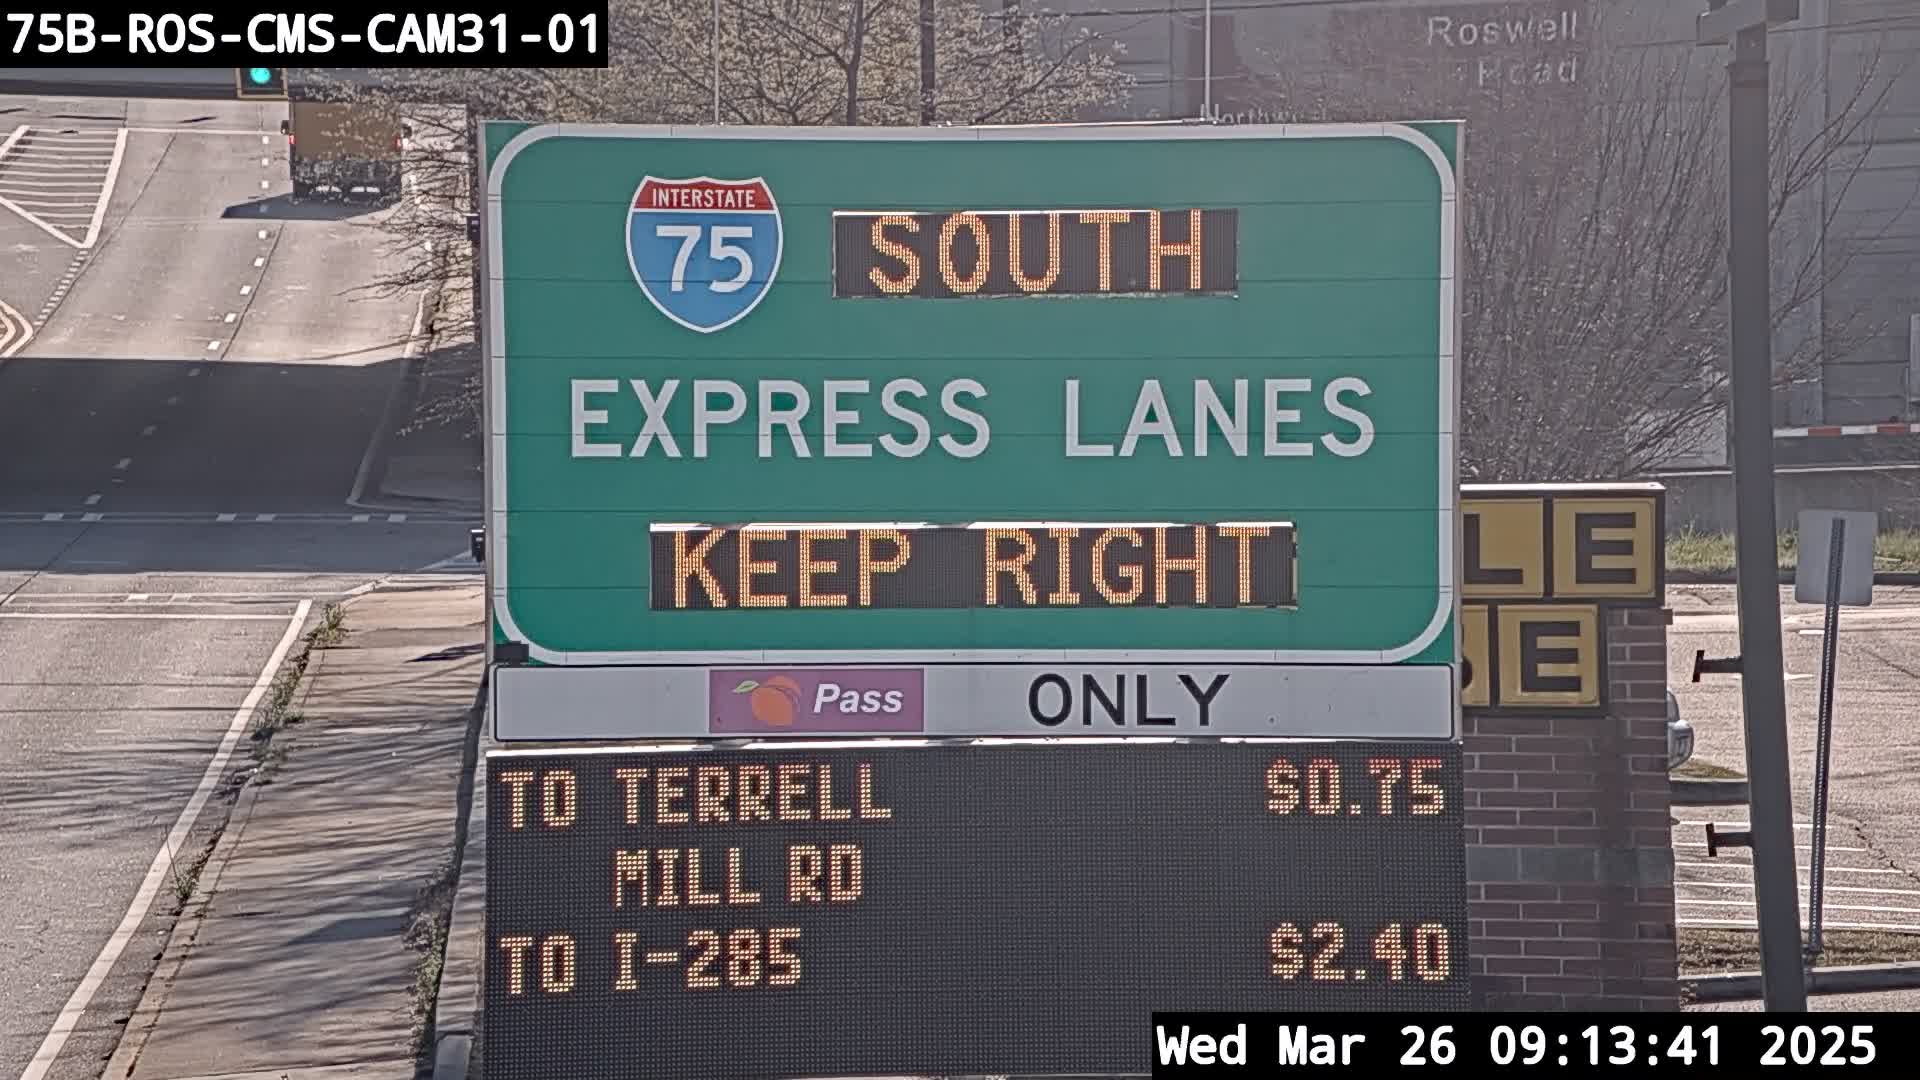 75B-ROS-CMS-CAM31-01
Roswell
Road
INTERSTATE
75
SOUTH
EXPRESS LANES
KEEP RIGHT
Pass ONLY
TO TERRELL $0.75
MILL RD
TO I-285 $2.40
LE
E
Wed Mar 26 09:13:41 2025